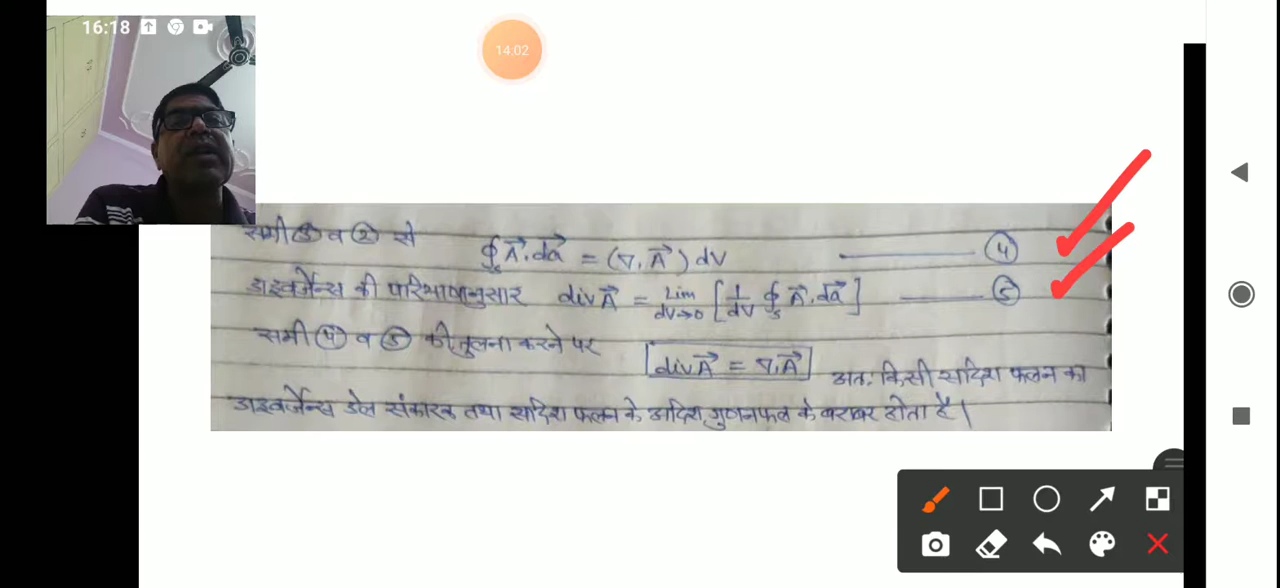 16:18
14:02
समी ③ व ② से ∮ₛ A⃗.da⃗ = (∇.A⃗) dV ——— ④
डाइवर्जेन्स की परिभाषानुसार div A⃗ = Lim dV→0 [1/dV ∮ₛ A⃗.da⃗] ——— ⑤
समी ④ व ⑤ की तुलना करने पर div A⃗ = ∇.A⃗ अतः किसी सदिश फलन का
डाइवर्जेन्स डेल संकारक तथा सदिश फलन के अदिश गुणनफल के बराबर होता है।